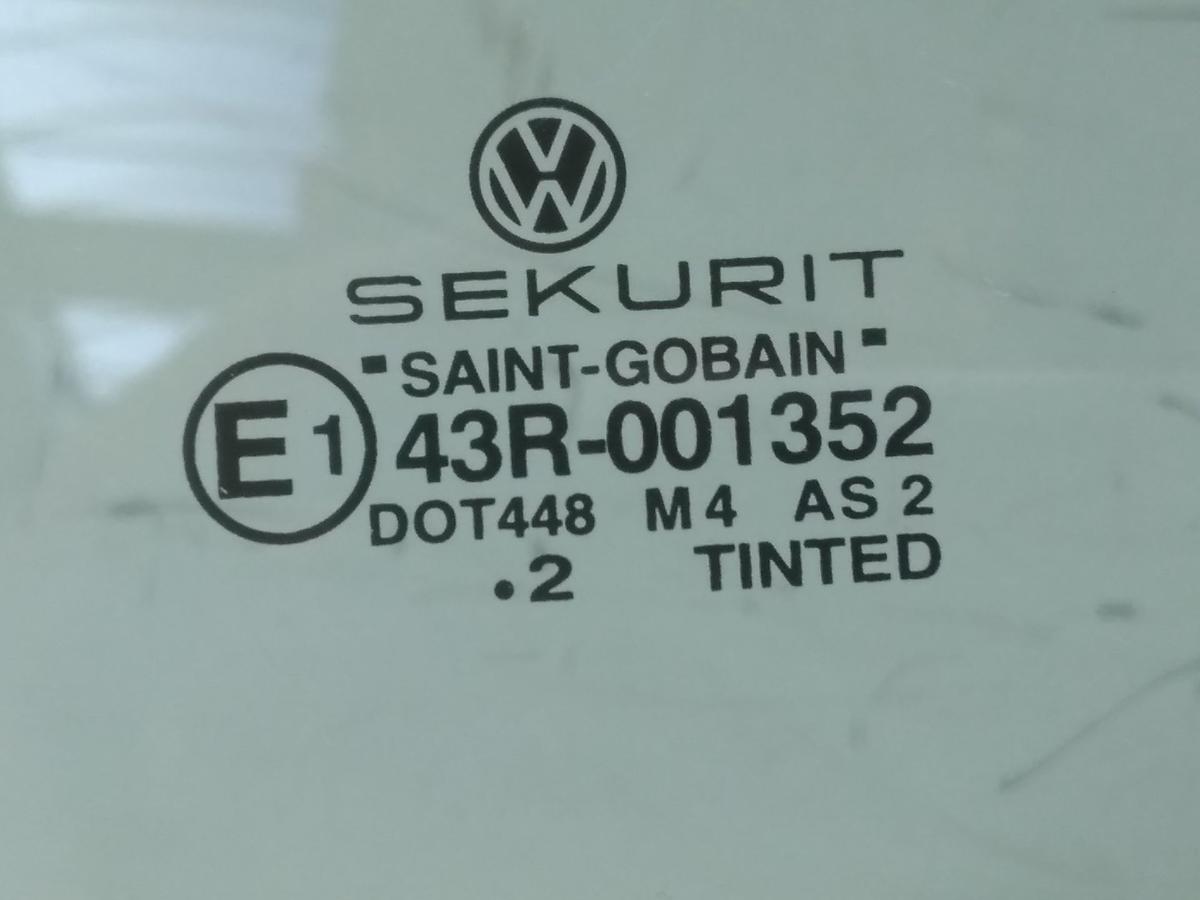 SEKURIT
"SAINT-GOBAIN"
E1 43R-001352
DOT448 M4 AS2
.2 TINTED